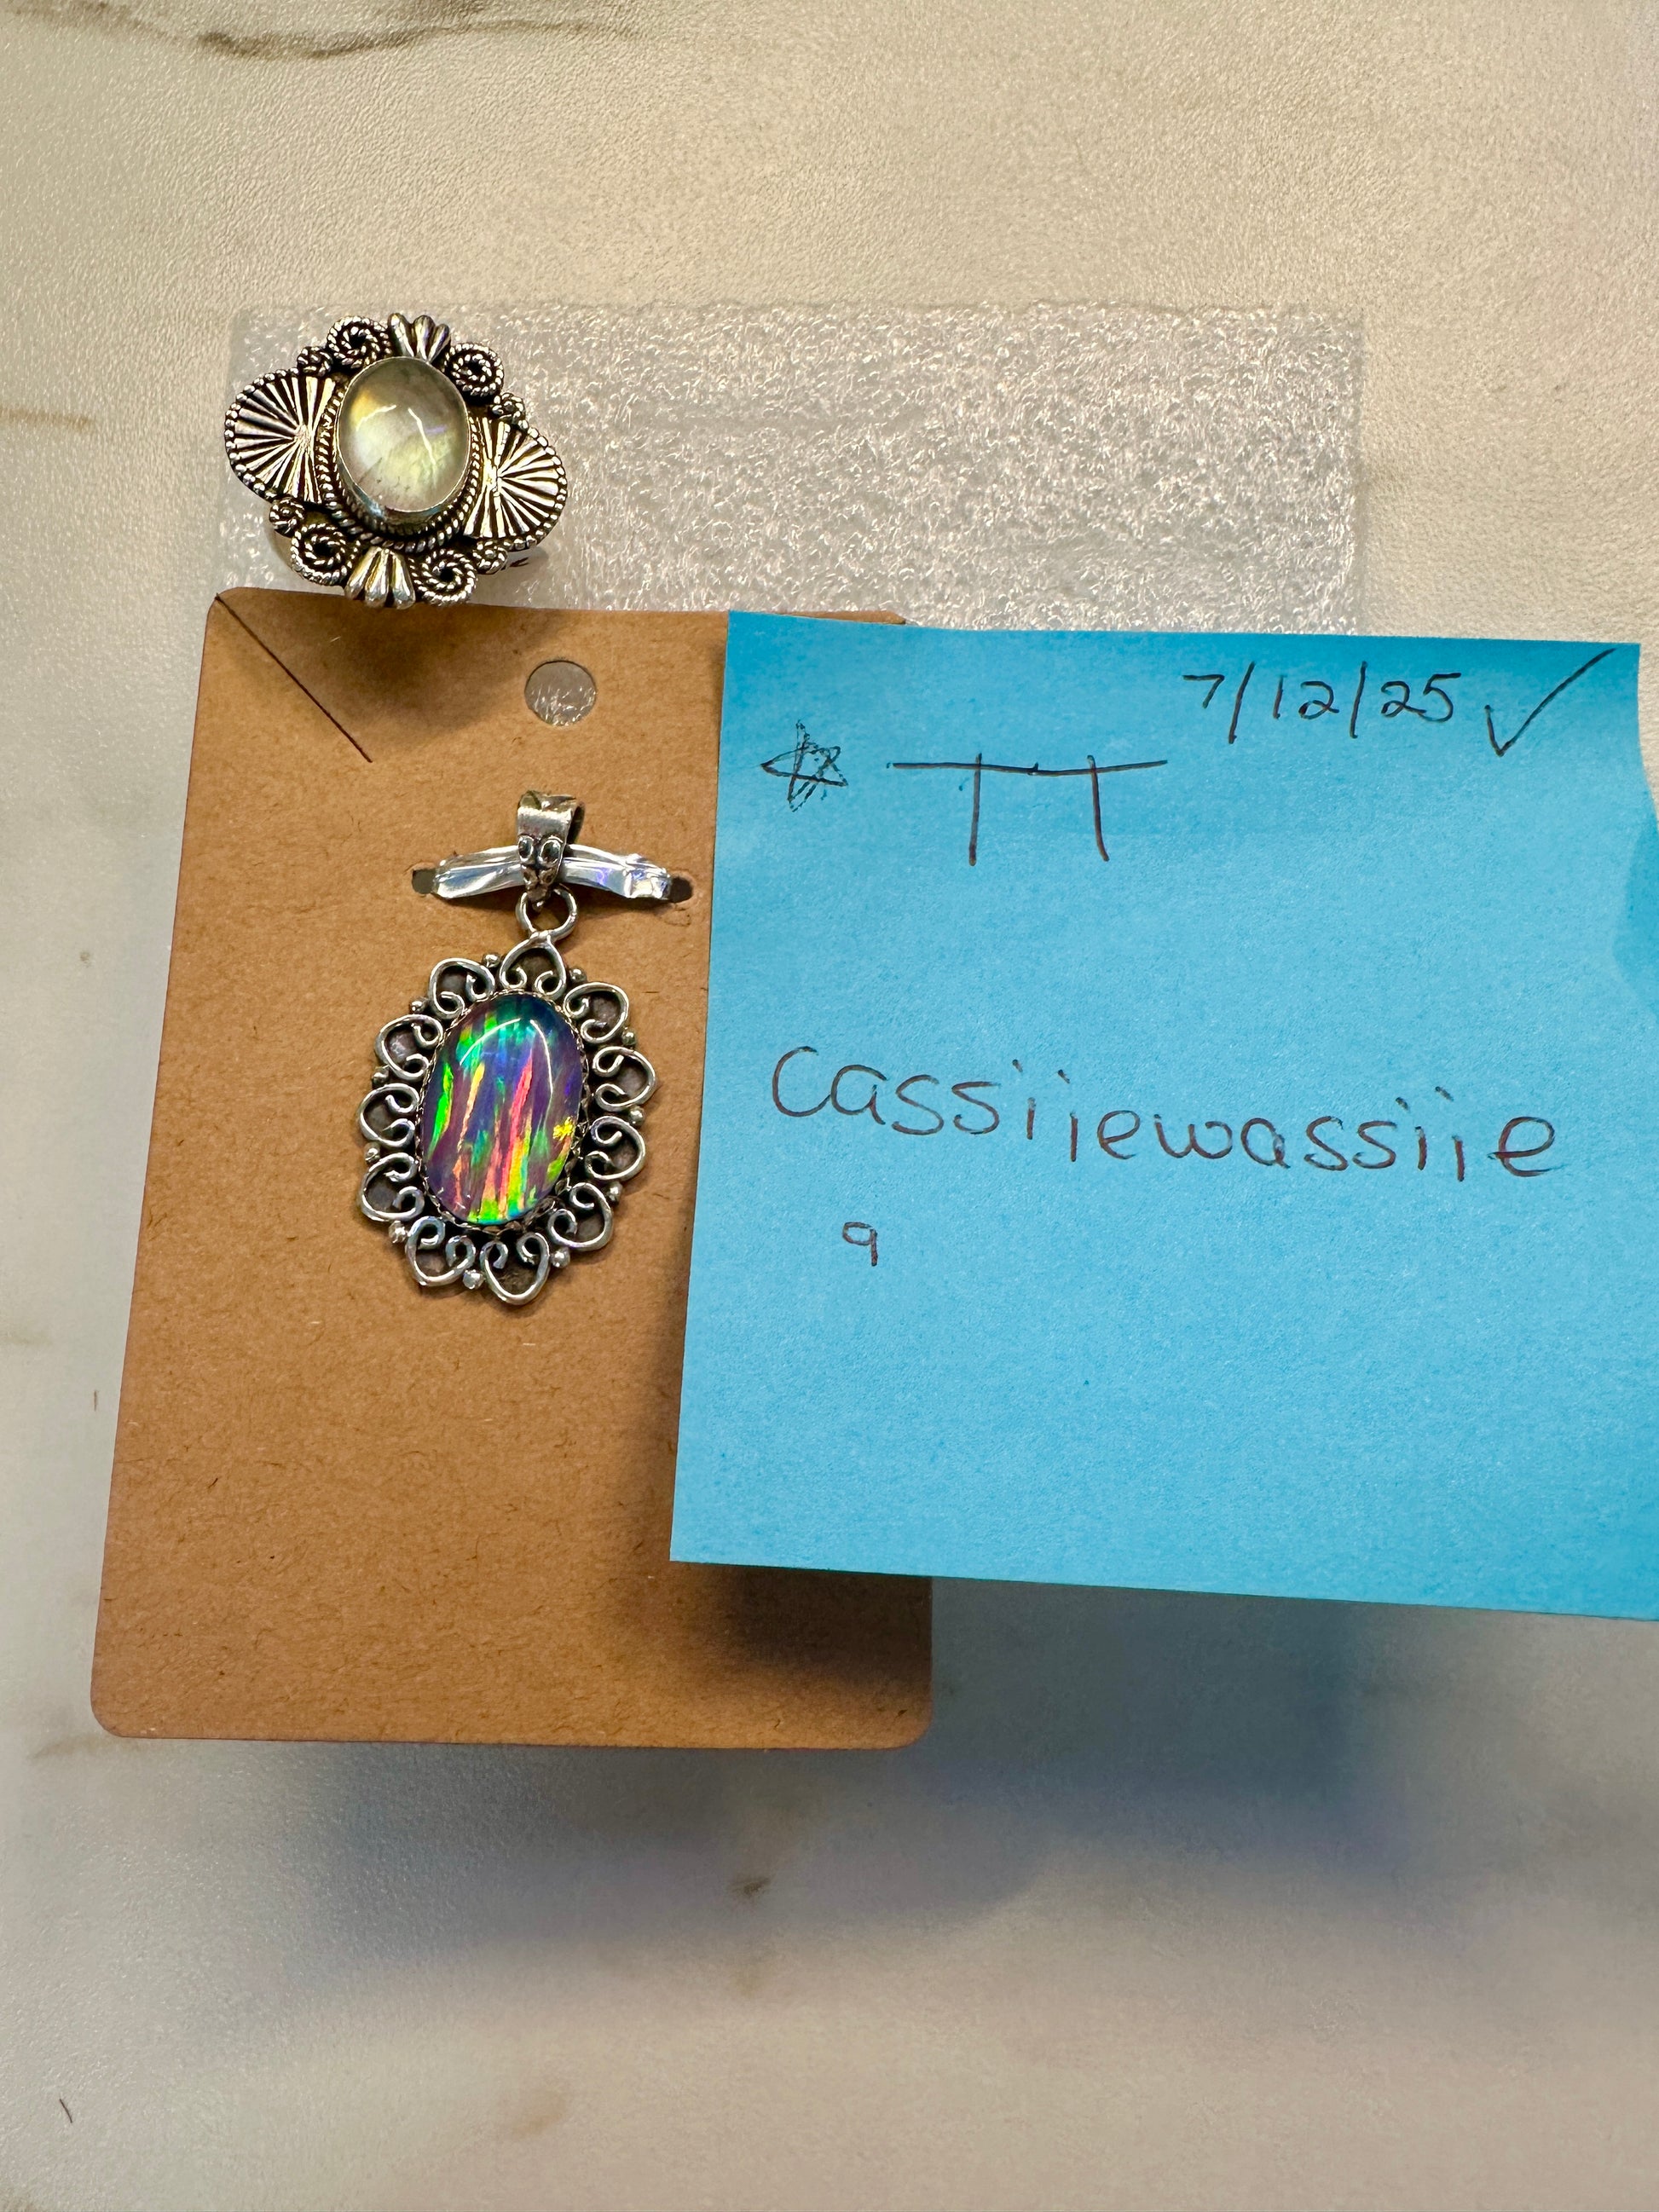 7/12/25 ✓
☆ TT
cassiiewassiie
9